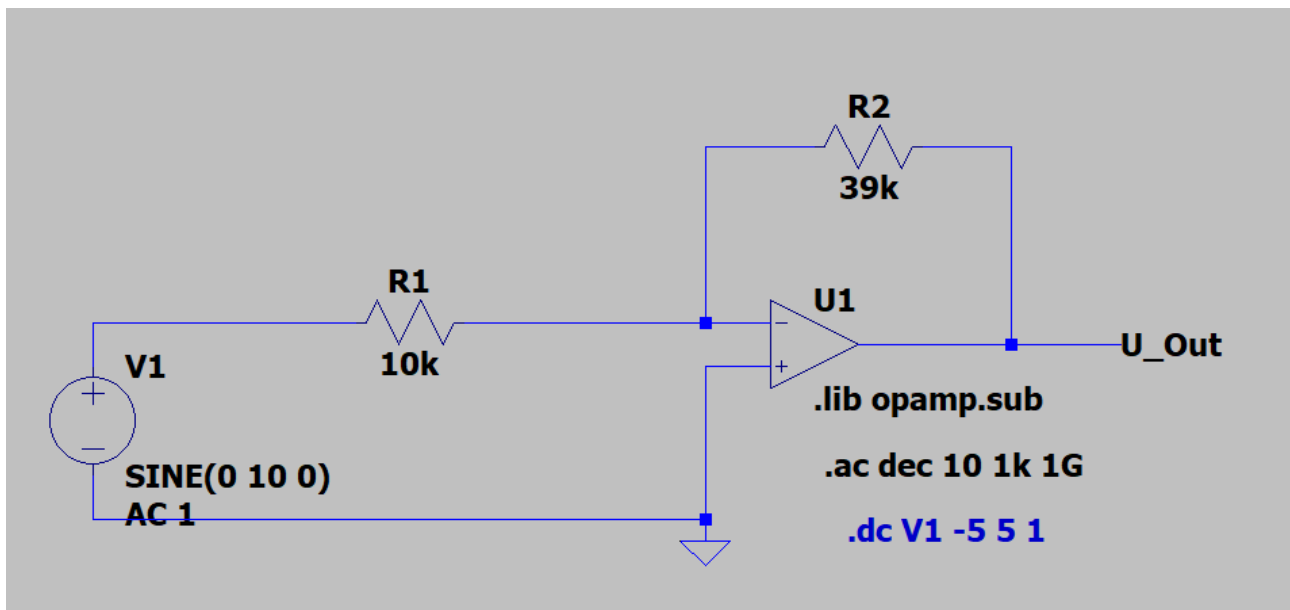 R2
39k
R1
10k
U1
V1
U_Out
.lib opamp.sub
.ac dec 10 1k 1G
SINE(0 10 0)
AC 1
.dc V1 -5 5 1